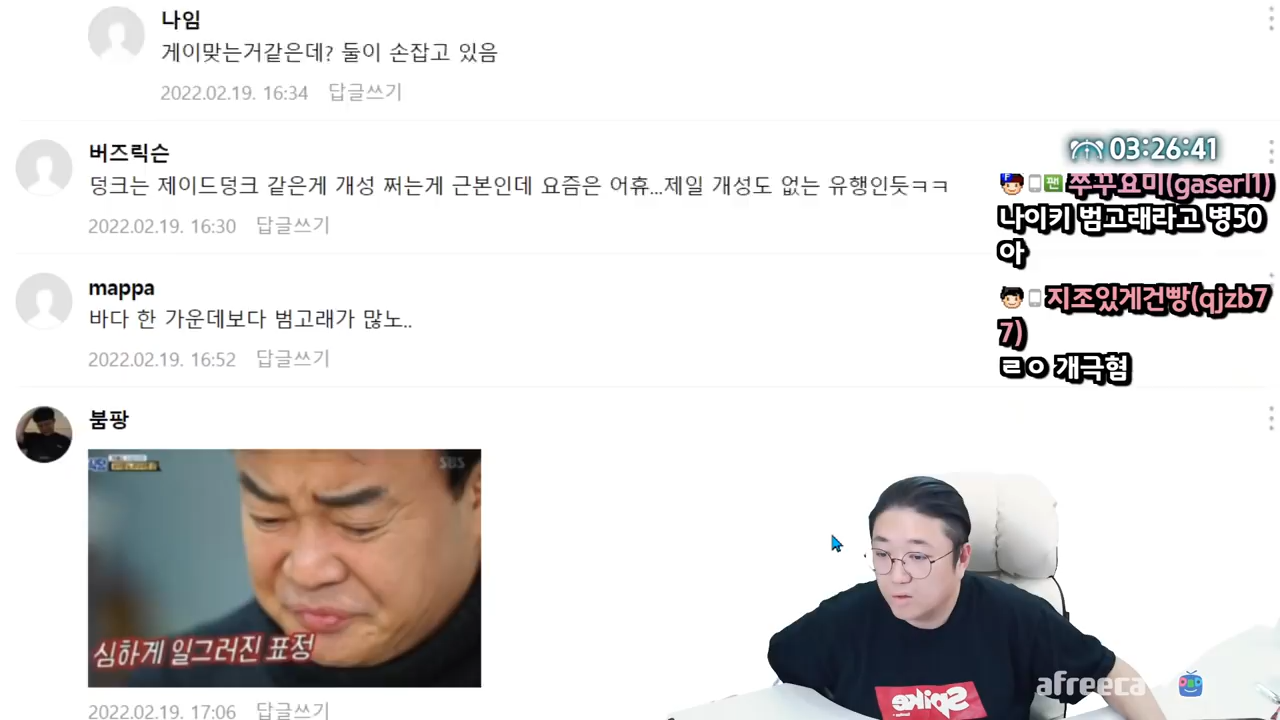 나임
게이맞는거같은데? 둘이 손잡고 있음
2022.02.19. 16:34 답글쓰기
버즈릭슨
덩크는 제이드덩크 같은게 개성 쩌는게 근본인데 요즘은 어휴...제일 개성도 없는 유행인듯ㅋㅋ
2022.02.19. 16:30 답글쓰기
mappa
바다 한 가운데보다 범고래가 많노..
2022.02.19. 16:52 답글쓰기
붐팡
SBS
심하게 일그러진 표정
2022.02.19. 17:06 답글쓰기
03:26:41
팬 쭈꾸요미(gaserl1)
나이키 범고래라고 병50
아
지조있게건빵(qjzb7
7)
ㄹㅇ 개극혐
Spike
afreeca